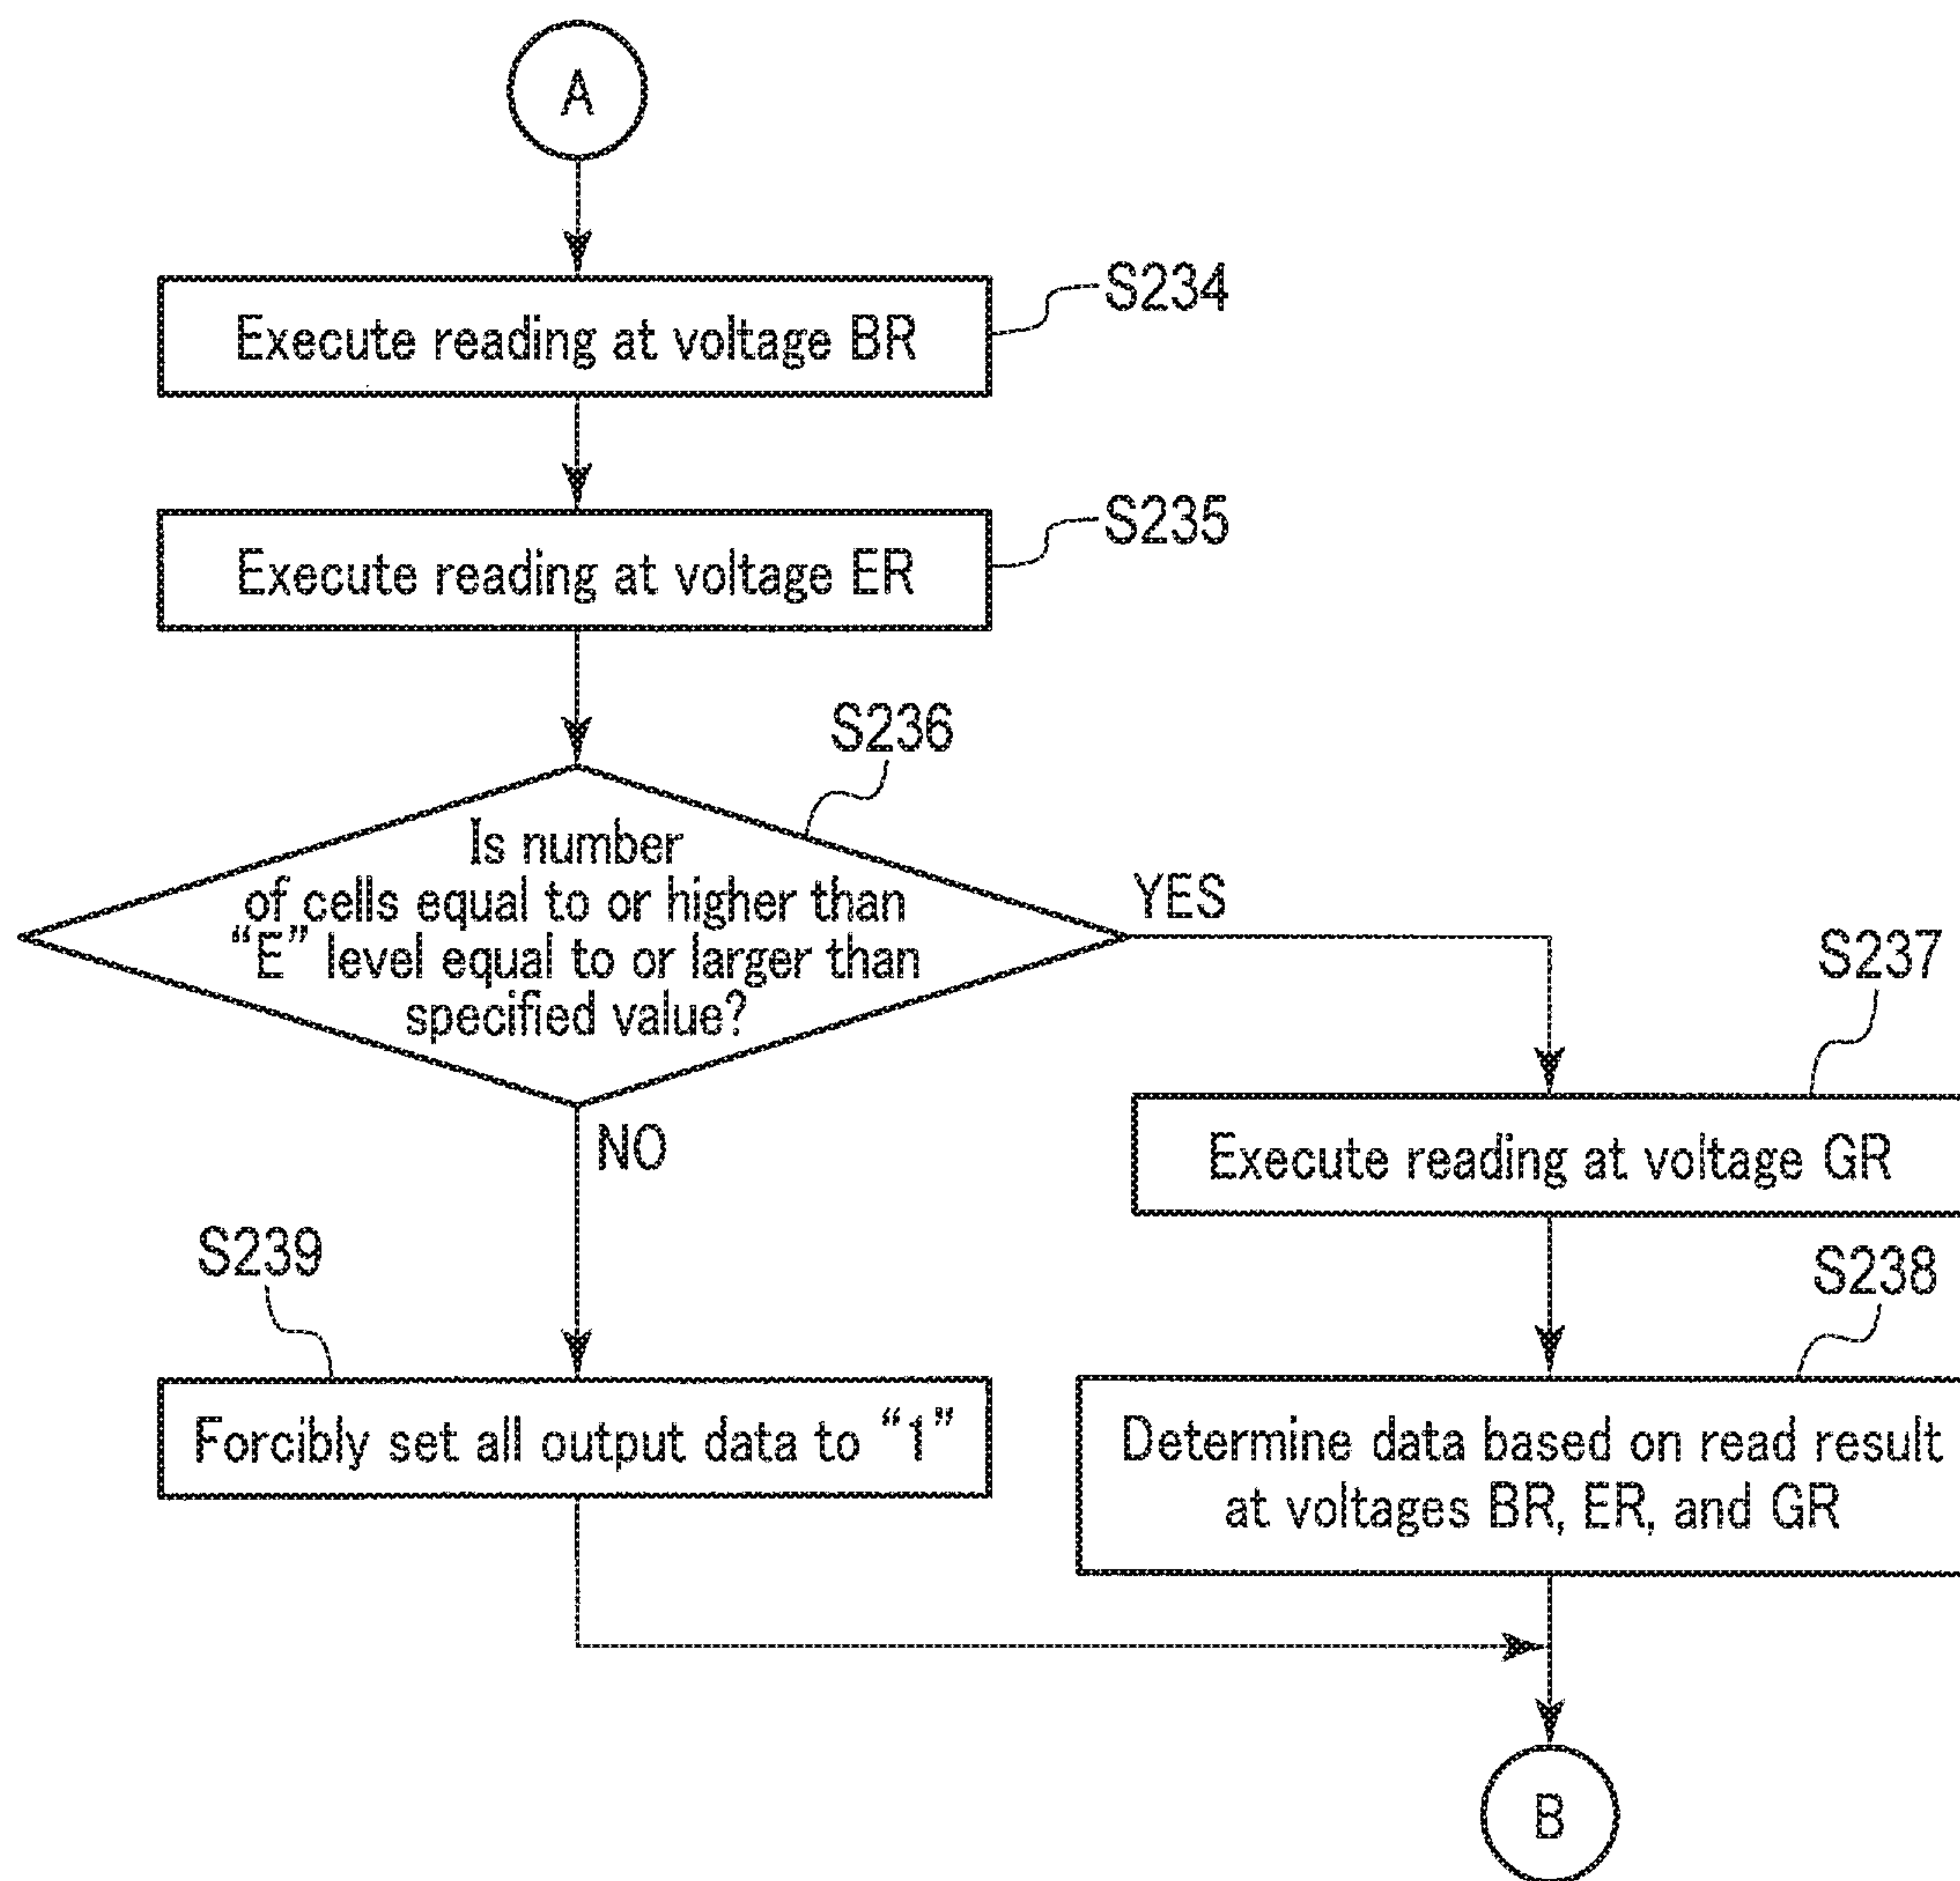 A
S234
Execute reading at voltage BR
S235
Execute reading at voltage ER
S236
Is number
of cells equal to or higher than
“E” level equal to or larger than
specified value?
YES
NO
S237
Execute reading at voltage GR
S239
Forcibly set all output data to “1”
S238
Determine data based on read result
at voltages BR, ER, and GR
B